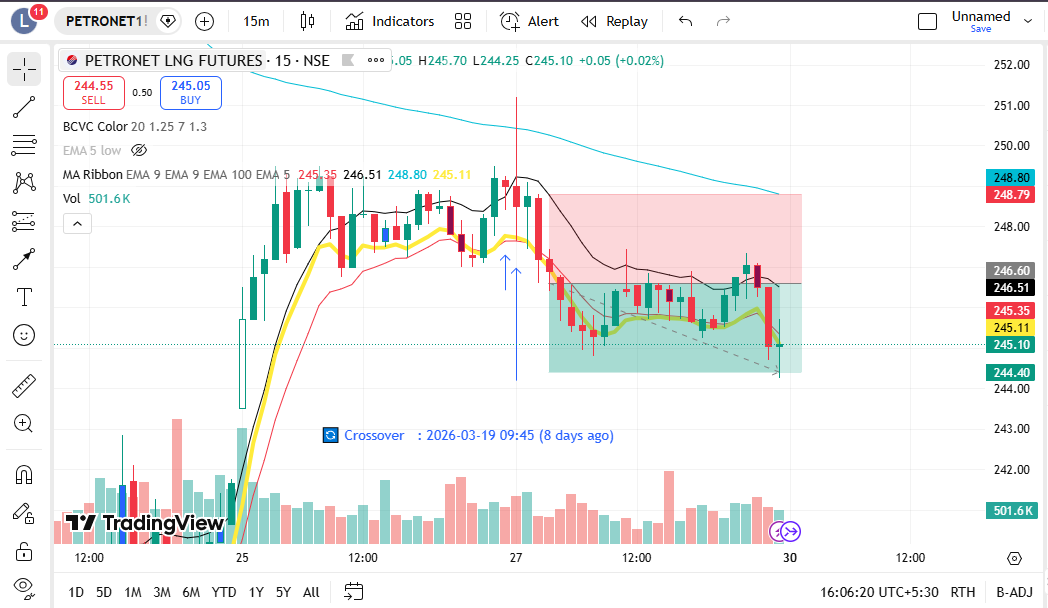 L 11 PETRONET1! 15m Indicators Alert Replay Unnamed Save
PETRONET LNG FUTURES · 15 · NSE 5.05 H245.70 L244.25 C245.10 +0.05 (+0.02%)
244.55 SELL 0.50 245.05 BUY
BCVC Color 20 1.25 7 1.3
EMA 5 low
MA Ribbon EMA 9 EMA 9 EMA 100 EMA 5 245.35 246.51 248.80 245.11
Vol 501.6 K
252.00
251.00
250.00
248.80
248.79
248.00
246.60
246.51
245.35
245.11
245.10
244.40
244.00
243.00
242.00
501.6 K
Crossover : 2026-03-19 09:45 (8 days ago)
TradingView
12:00 25 12:00 27 12:00 30 12:00
1D 5D 1M 3M 6M YTD 1Y 5Y All 16:06:20 UTC+5:30 RTH B-ADJ